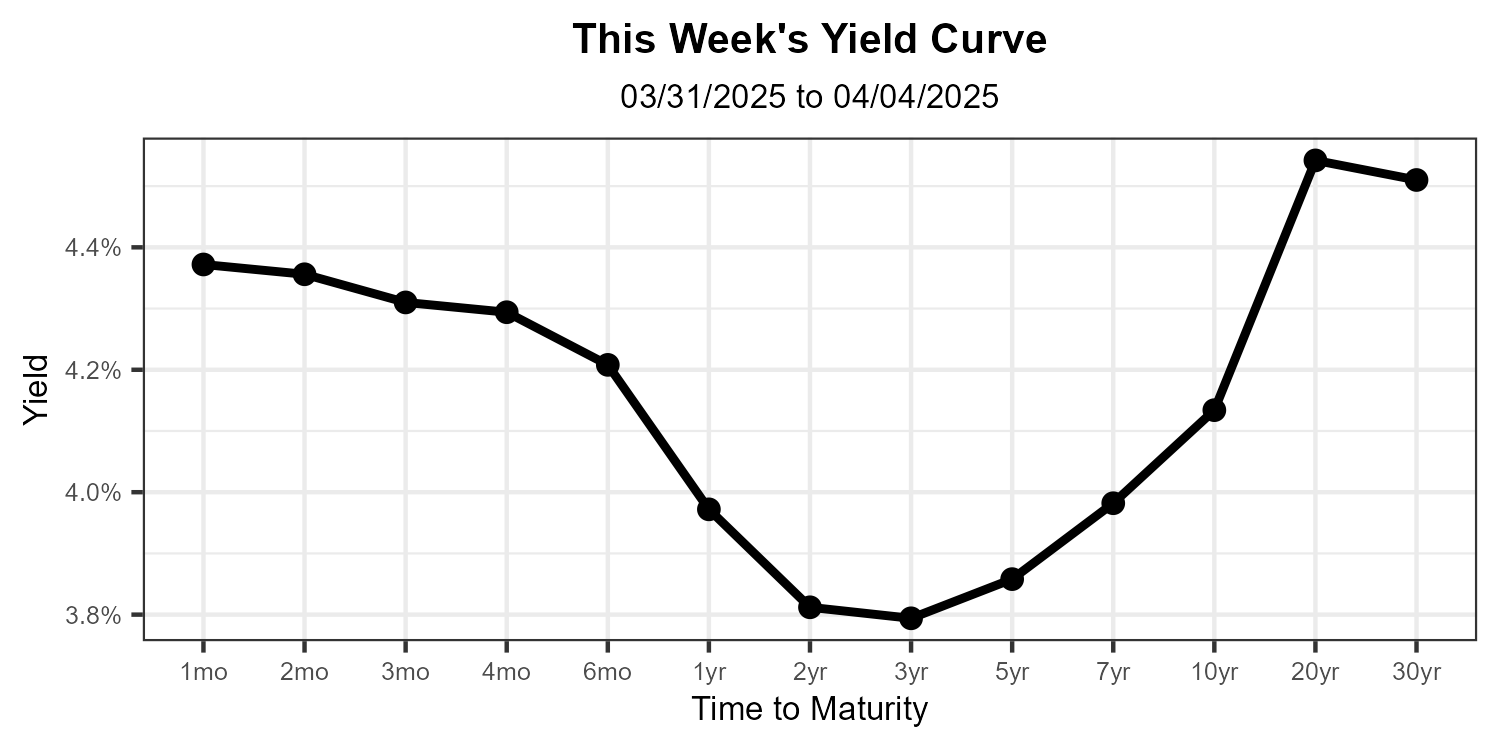 This Week's Yield Curve
03/31/2025 to 04/04/2025
Yield
4.4%
4.2%
4.0%
3.8%
1mo 2mo 3mo 4mo 6mo 1yr 2yr 3yr 5yr 7yr 10yr 20yr 30yr
Time to Maturity